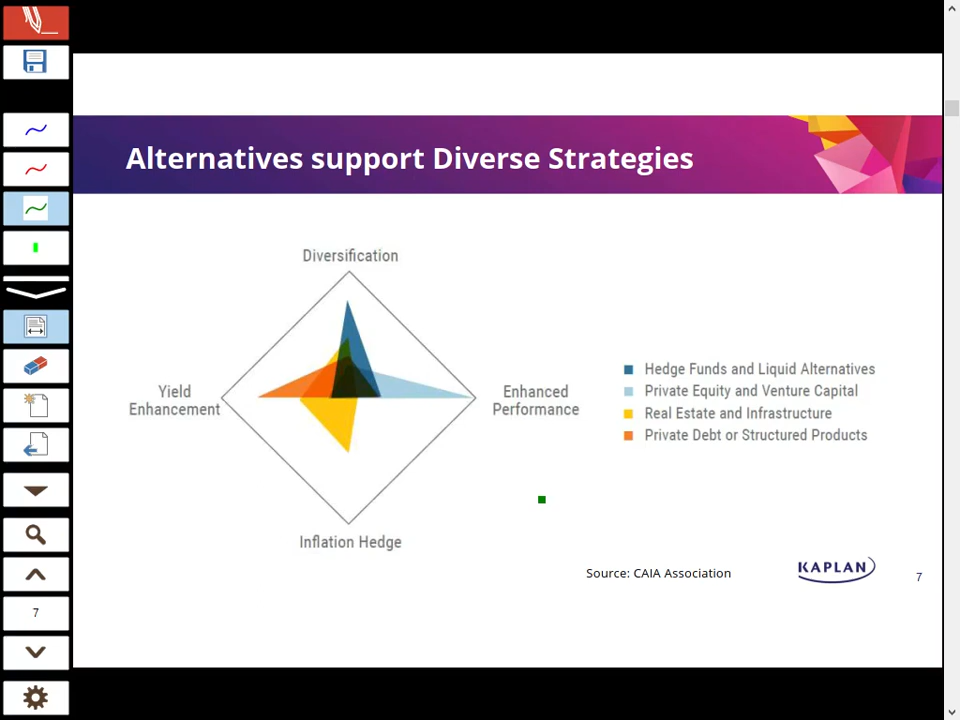 Alternatives support Diverse Strategies
Diversification
Yield
Enhancement
Enhanced
Performance
Inflation Hedge
Hedge Funds and Liquid Alternatives
Private Equity and Venture Capital
Real Estate and Infrastructure
Private Debt or Structured Products
Source: CAIA Association
KAPLAN
7
7